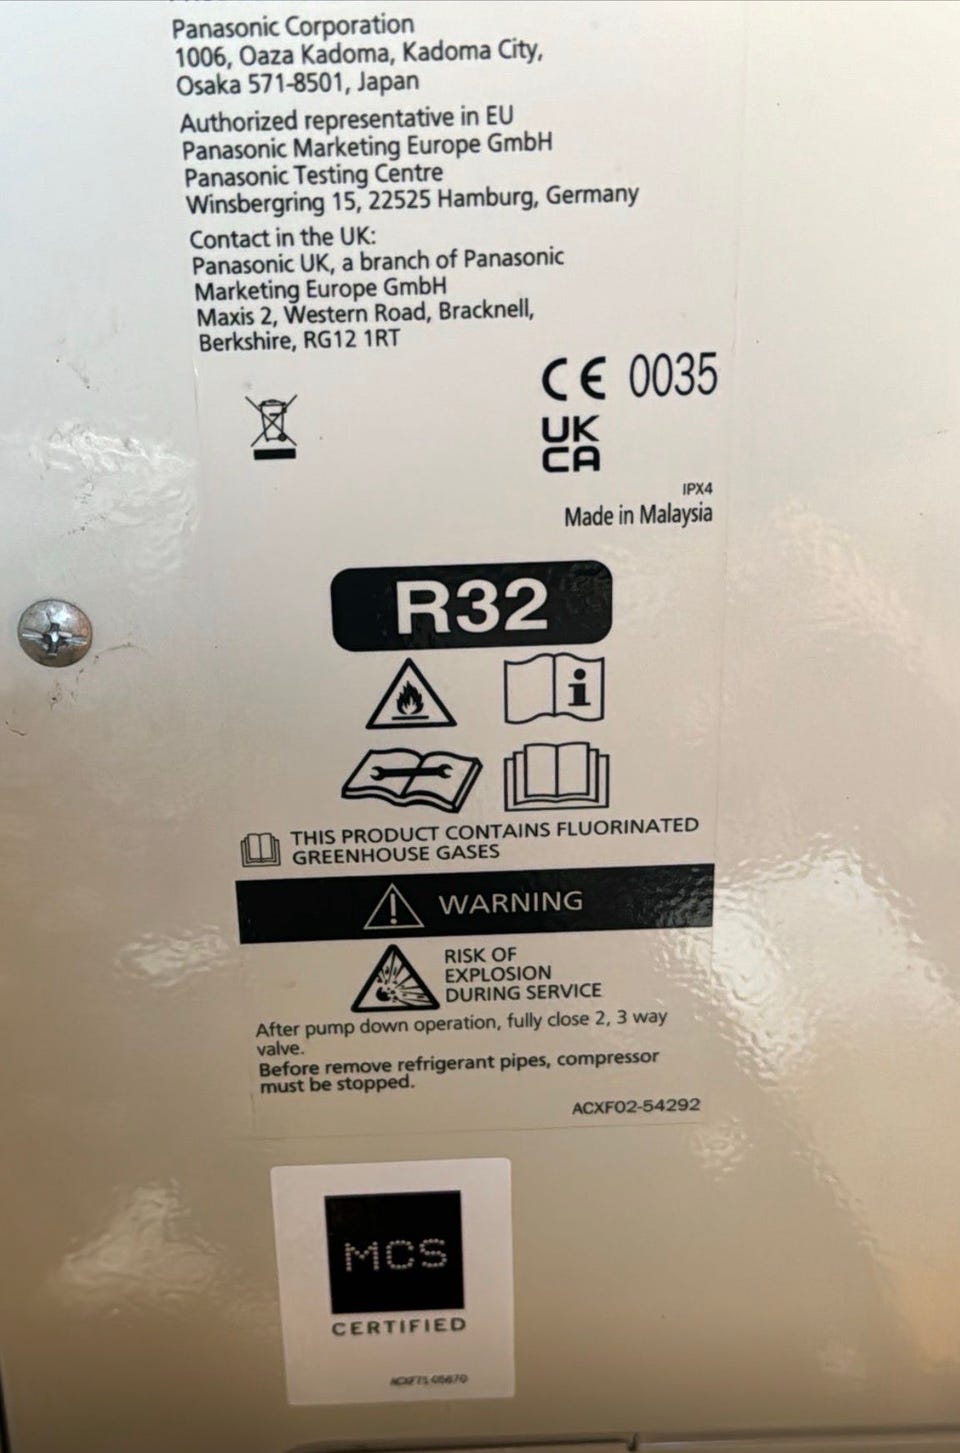 Panasonic Corporation
1006, Oaza Kadoma, Kadoma City,
Osaka 571-8501, Japan
Authorized representative in EU
Panasonic Marketing Europe GmbH
Panasonic Testing Centre
Winsbergring 15, 22525 Hamburg, Germany
Contact in the UK:
Panasonic UK, a branch of Panasonic
Marketing Europe GmbH
Maxis 2, Western Road, Bracknell,
Berkshire, RG12 1RT
CE 0035
UK
CA
IPX4
Made in Malaysia
R32
THIS PRODUCT CONTAINS FLUORINATED
GREENHOUSE GASES
WARNING
RISK OF
EXPLOSION
DURING SERVICE
After pump down operation, fully close 2, 3 way
valve.
Before remove refrigerant pipes, compressor
must be stopped.
ACXF02-54292
MCS
CERTIFIED